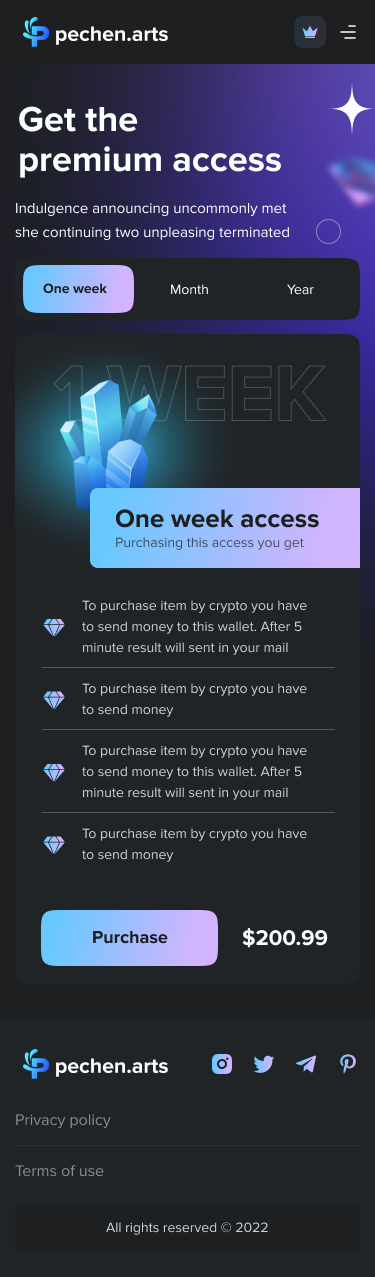 pechen.arts
Get the
premium access
Indulgence announcing uncommonly met
she continuing two unpleasing terminated
One week
Month
Year
1 WEEK
One week access
Purchasing this access you get
To purchase item by crypto you have
to send money to this wallet. After 5
minute result will sent in your mail
To purchase item by crypto you have
to send money
To purchase item by crypto you have
to send money to this wallet. After 5
minute result will sent in your mail
To purchase item by crypto you have
to send money
Purchase
$200.99
pechen.arts
Privacy policy
Terms of use
All rights reserved © 2022